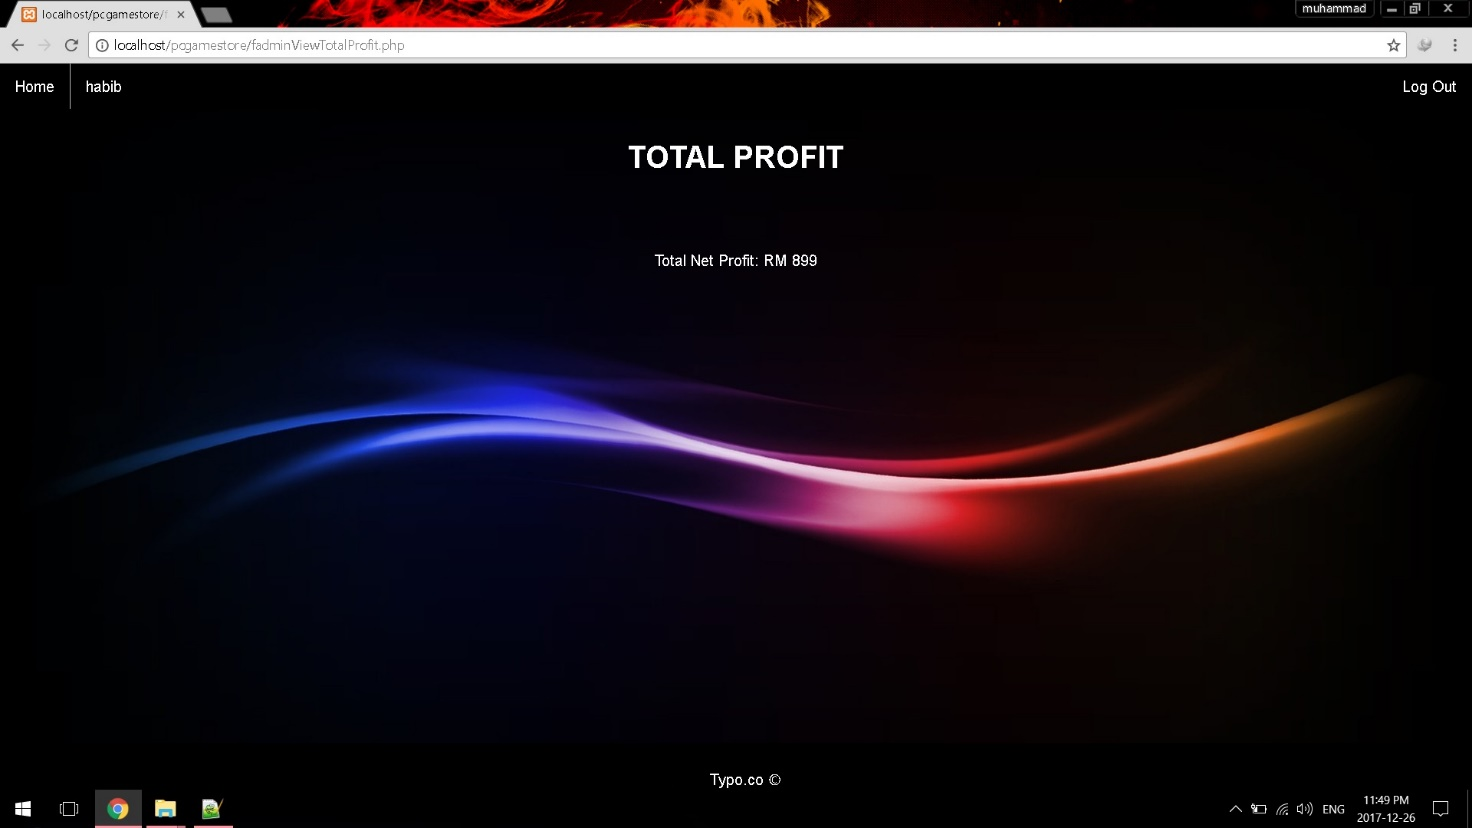 localhost/pcgamestore/f
muhammad
localhost/pcgamestore/fadminViewTotalProfit.php
Home
habib
Log Out
TOTAL PROFIT
Total Net Profit: RM 899
Typo.co ©
ENG
11:49 PM
2017-12-26